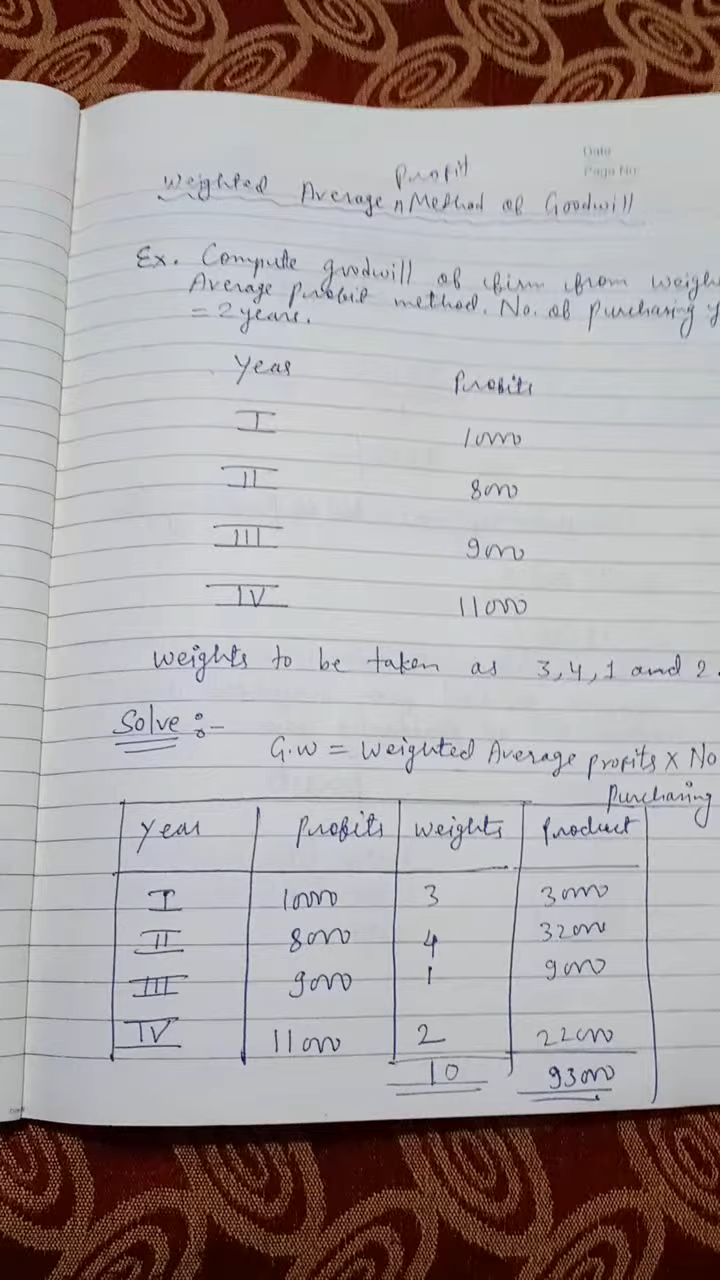 Date
Page No
Weighted Average Profit Method of Goodwill
Ex. Compute goodwill of firm from weigh
Average profit method. No. of purchasing y
= 2 years.
Year Profits
I 10000
II 8000
III 9000
IV 11000
Weights to be taken as 3, 4, 1 and 2.
Solve :-
G.W = Weighted Average profits X No
Purchasing
Year Profits Weights Product
I 10000 3 30000
II 8000 4 32000
III 9000 1 9000
IV 11000 2 22000
10 93000